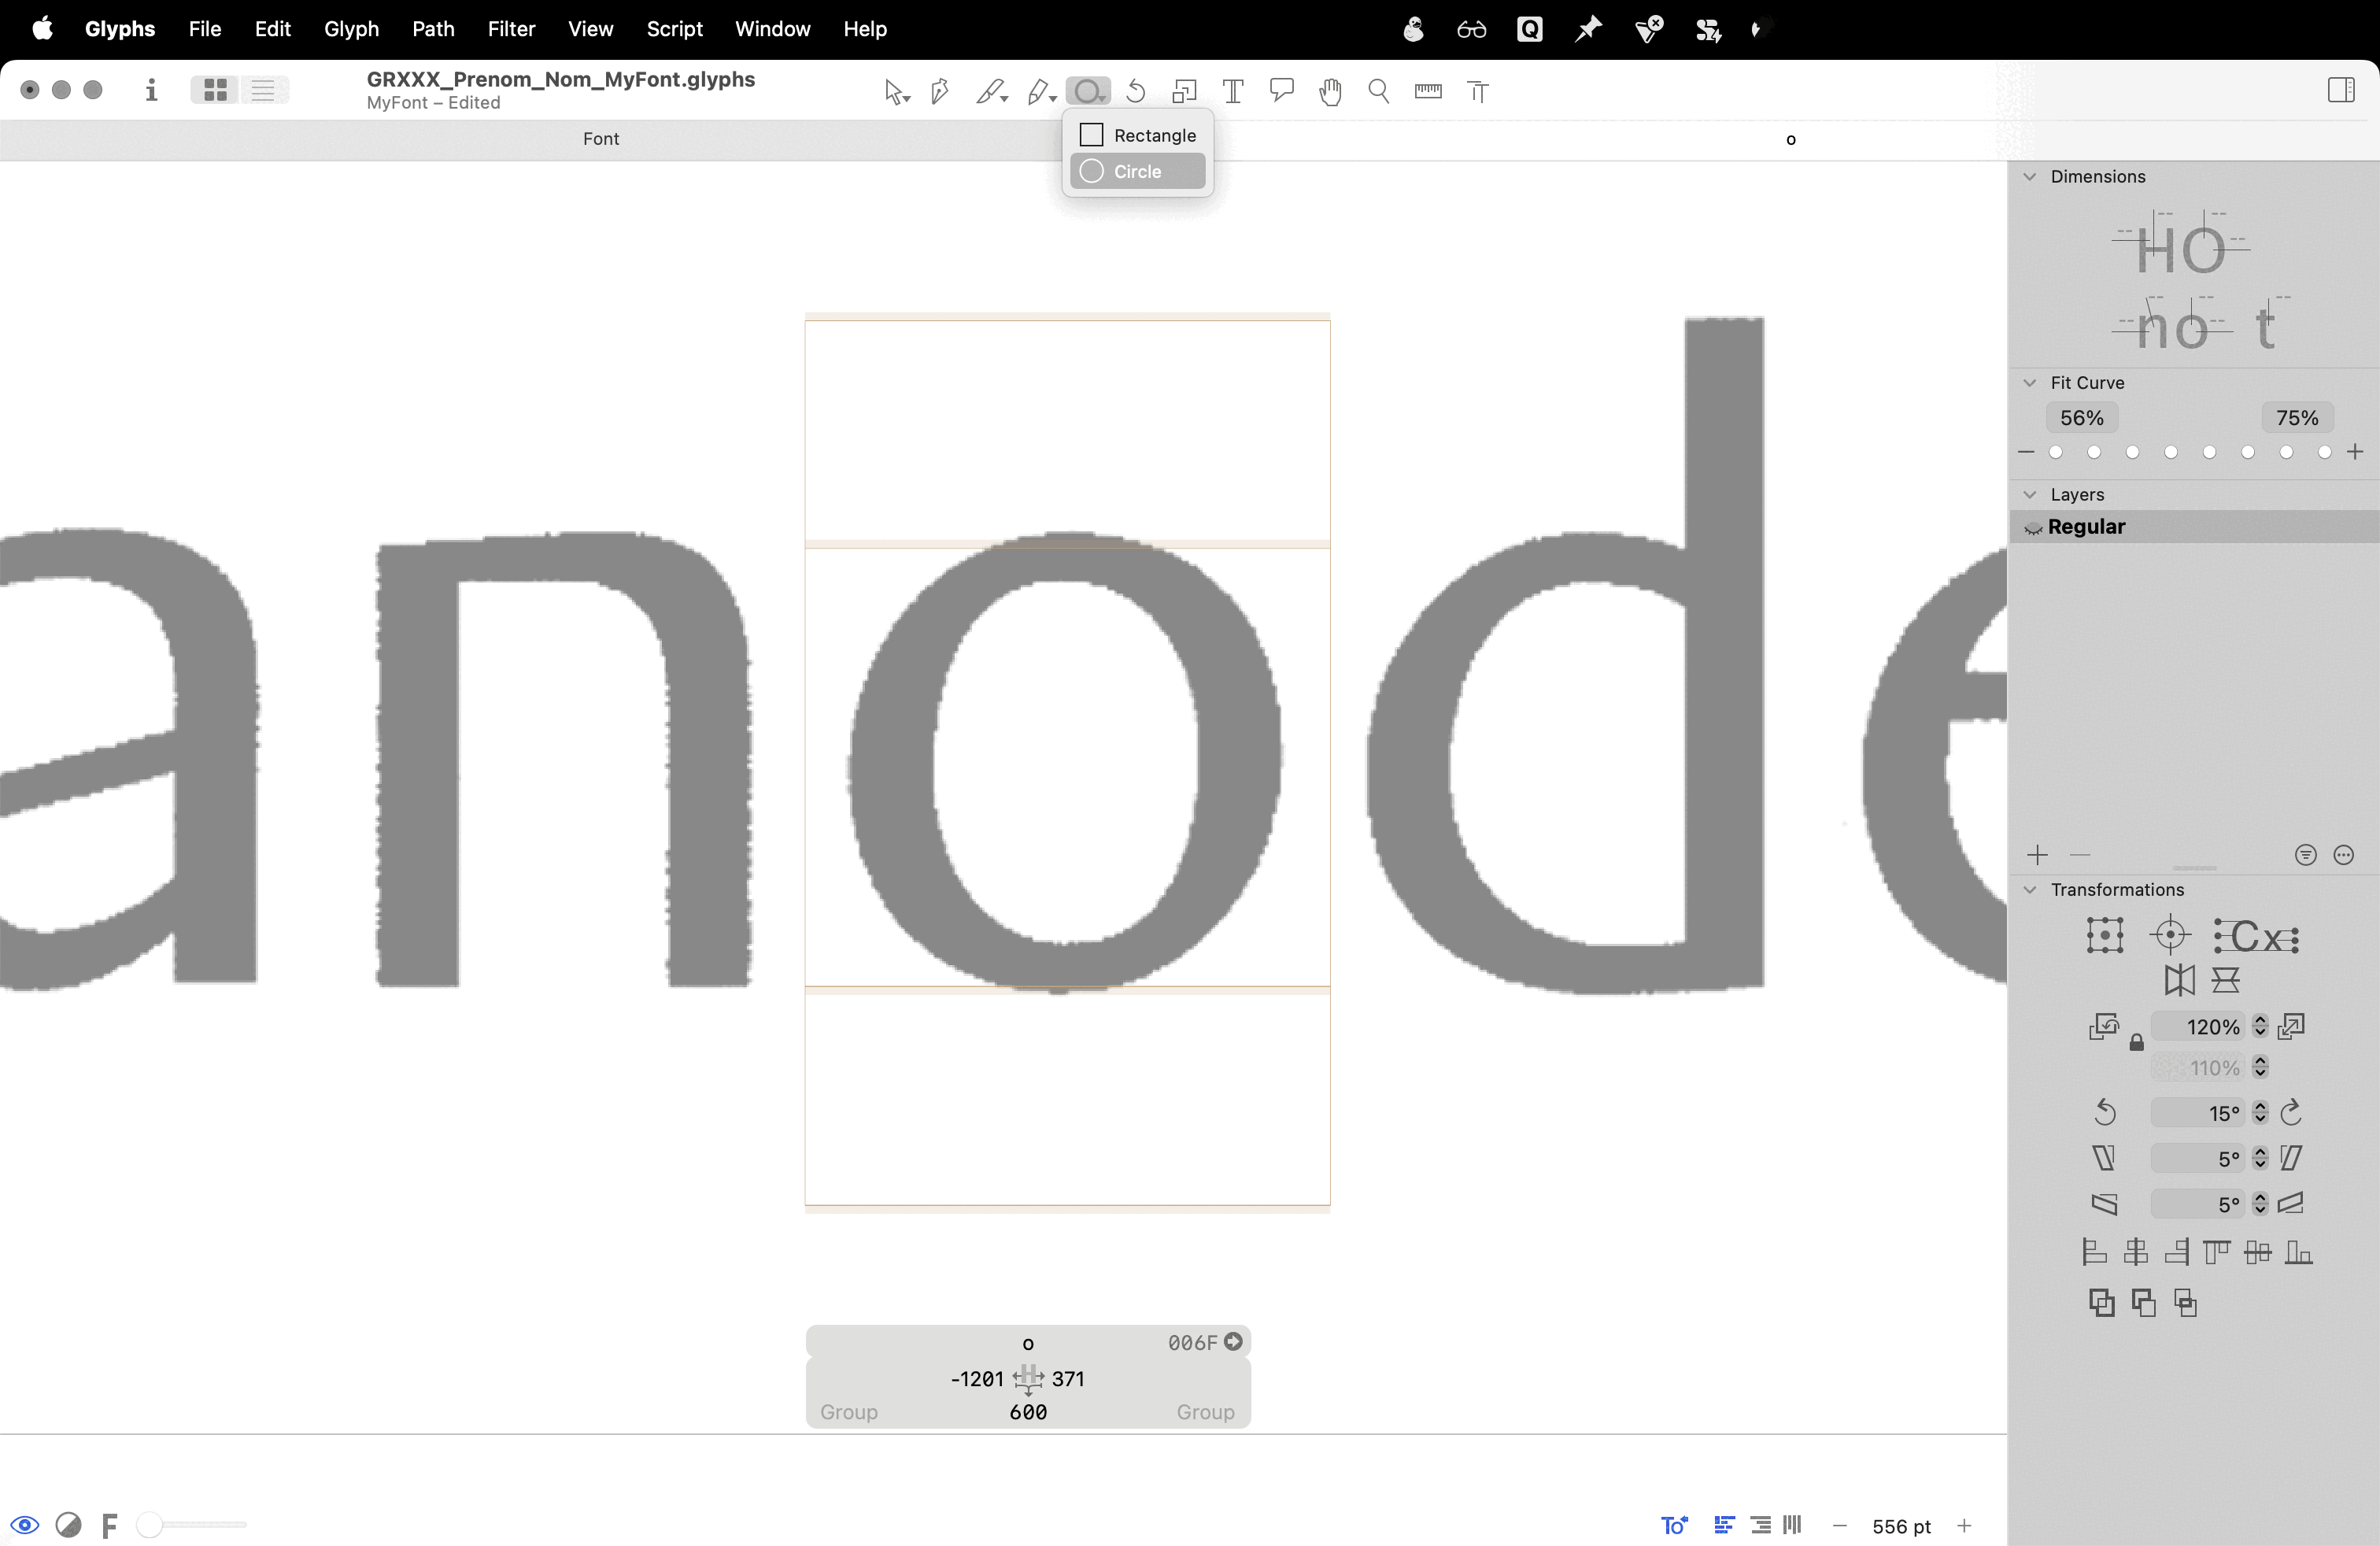 Glyphs File Edit Glyph Path Filter View Script Window Help
GRXXX_Prenom_Nom_MyFont.glyphs
MyFont – Edited
Font
o
Rectangle
Circle
Dimensions
HO
no t
Fit Curve
56% 75%
Layers
Regular
anode
Transformations
Cx
120%
110%
15°
5°
5°
o 006F
-1201 H 371
Group 600 Group
F
To
556 pt